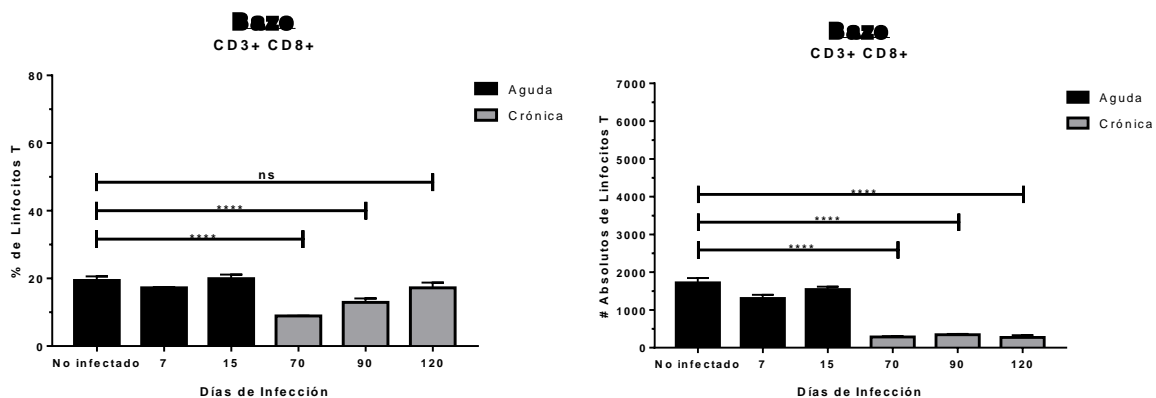 Bazo
CD3+ CD8+
80
60
40
20
0
% de Linfocitos T
Aguda
Crónica
ns
****
****
No infectado 7 15 70 90 120
Días de Infección
Bazo
CD3+ CD8+
7000
6000
5000
4000
3000
2000
1000
0
# Absolutos de Linfocitos T
Aguda
Crónica
****
****
****
No infectado 7 15 70 90 120
Días de Infección